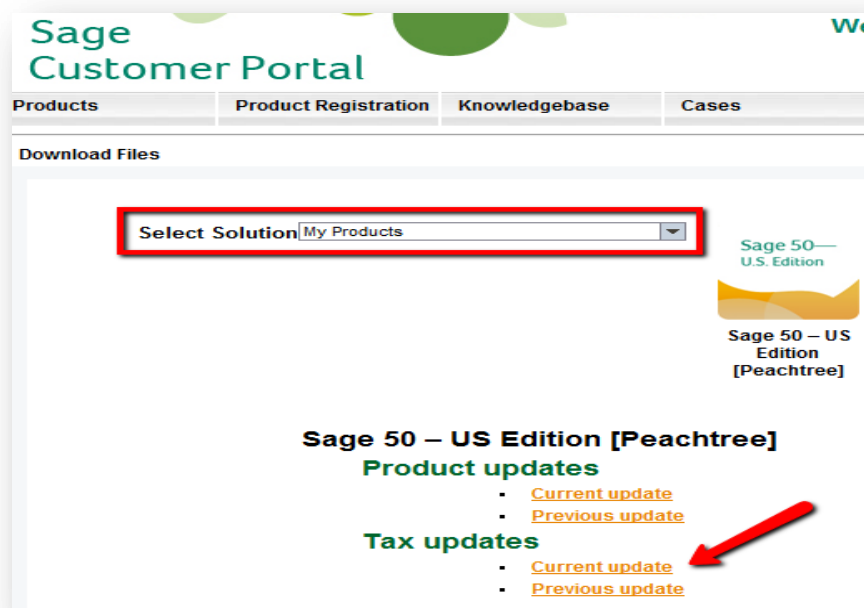 Sage
Customer Portal
Products Product Registration Knowledgebase Cases
Download Files
Select Solution My Products
Sage 50—
U.S. Edition
Sage 50 – US
Edition
[Peachtree]
Sage 50 – US Edition [Peachtree]
Product updates
Current update
Previous update
Tax updates
Current update
Previous update